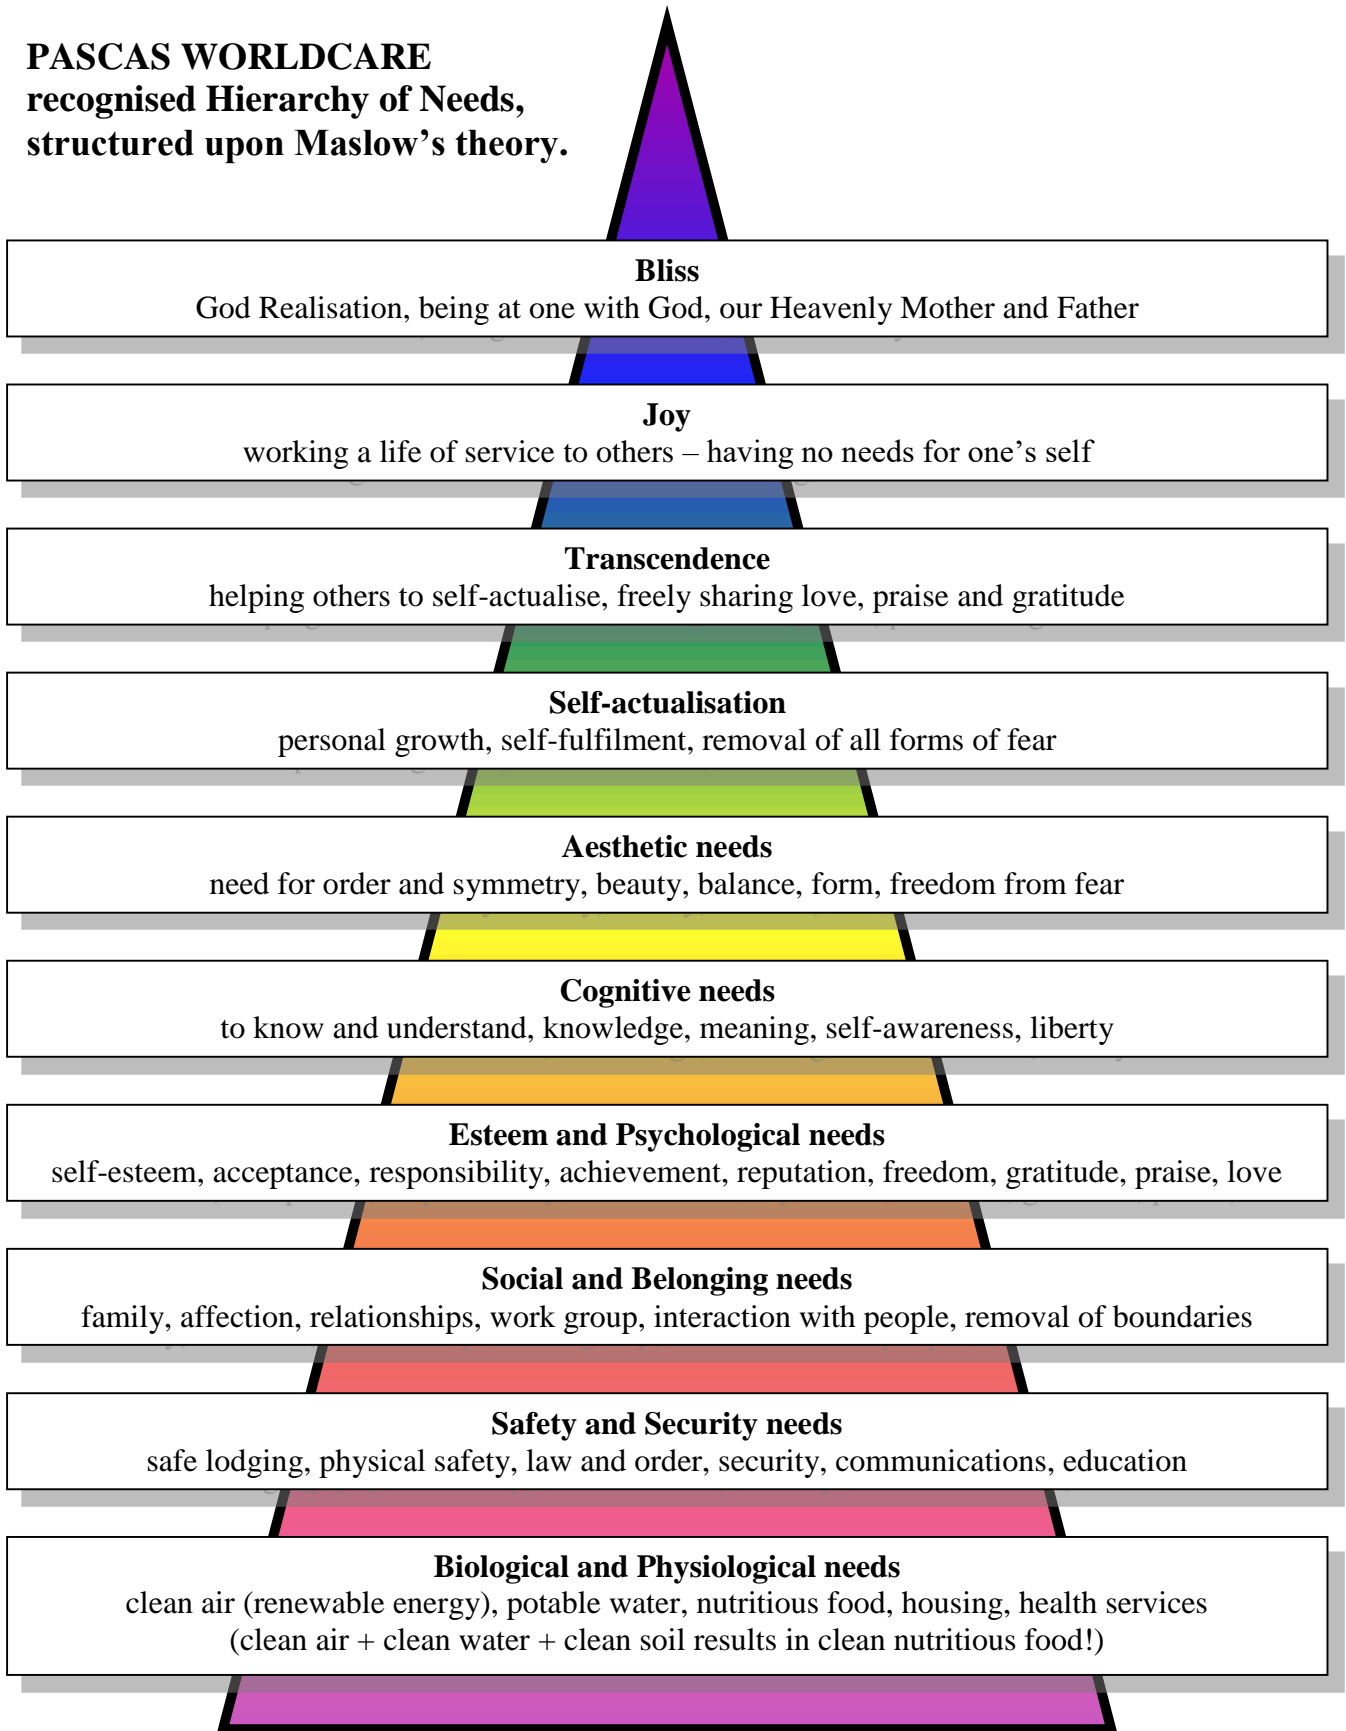 PASCAS WORLDCARE
recognised Hierarchy of Needs,
structured upon Maslow’s theory.
Bliss
God Realisation, being at one with God, our Heavenly Mother and Father
Joy
working a life of service to others – having no needs for one’s self
Transcendence
helping others to self-actualise, freely sharing love, praise and gratitude
Self-actualisation
personal growth, self-fulfilment, removal of all forms of fear
Aesthetic needs
need for order and symmetry, beauty, balance, form, freedom from fear
Cognitive needs
to know and understand, knowledge, meaning, self-awareness, liberty
Esteem and Psychological needs
self-esteem, acceptance, responsibility, achievement, reputation, freedom, gratitude, praise, love
Social and Belonging needs
family, affection, relationships, work group, interaction with people, removal of boundaries
Safety and Security needs
safe lodging, physical safety, law and order, security, communications, education
Biological and Physiological needs
clean air (renewable energy), potable water, nutritious food, housing, health services
(clean air + clean water + clean soil results in clean nutritious food!)